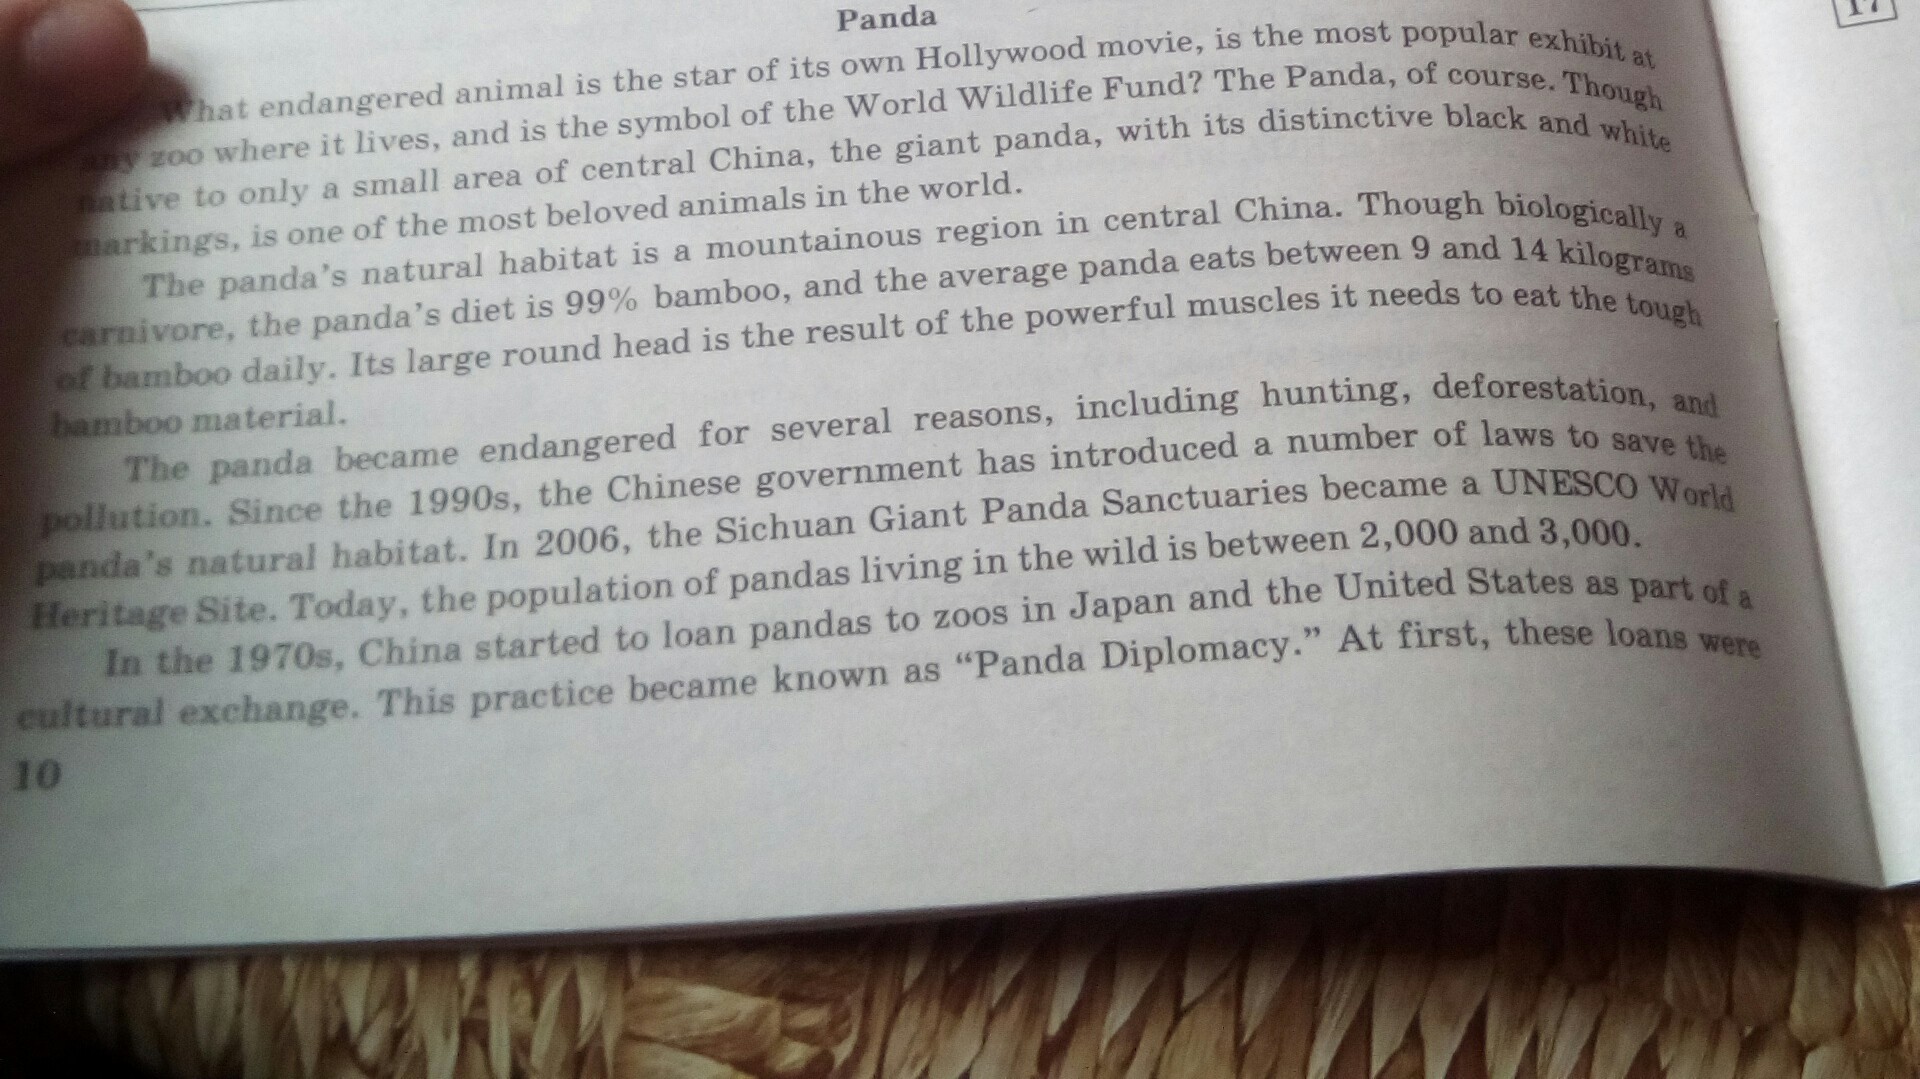 Panda
What endangered animal is the star of its own Hollywood movie, is the most popular exhibit at
any zoo where it lives, and is the symbol of the World Wildlife Fund? The Panda, of course. Though
native to only a small area of central China, the giant panda, with its distinctive black and white
markings, is one of the most beloved animals in the world.
The panda's natural habitat is a mountainous region in central China. Though biologically a
carnivore, the panda's diet is 99% bamboo, and the average panda eats between 9 and 14 kilograms
of bamboo daily. Its large round head is the result of the powerful muscles it needs to eat the tough
bamboo material.
The panda became endangered for several reasons, including hunting, deforestation, and
pollution. Since the 1990s, the Chinese government has introduced a number of laws to save the
panda's natural habitat. In 2006, the Sichuan Giant Panda Sanctuaries became a UNESCO World
Heritage Site. Today, the population of pandas living in the wild is between 2,000 and 3,000.
In the 1970s, China started to loan pandas to zoos in Japan and the United States as part of a
cultural exchange. This practice became known as “Panda Diplomacy.” At first, these loans were
10
17